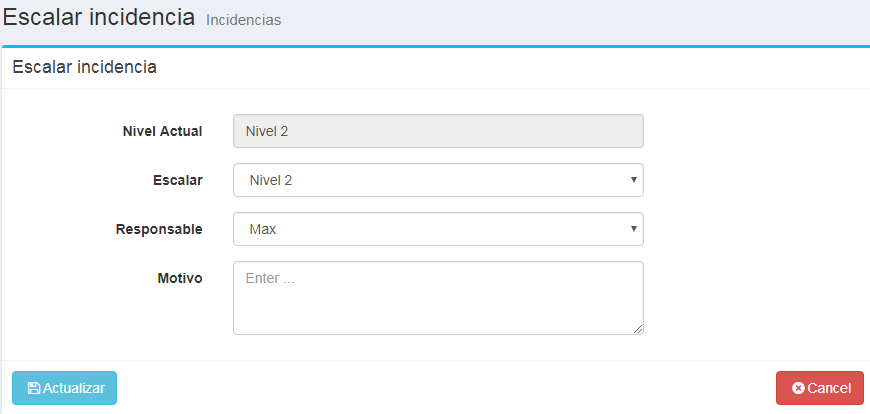 Escalar incidencia Incidencias
Escalar incidencia
Nivel Actual Nivel 2
Escalar Nivel 2
Responsable Max
Motivo Enter ...
Actualizar Cancel